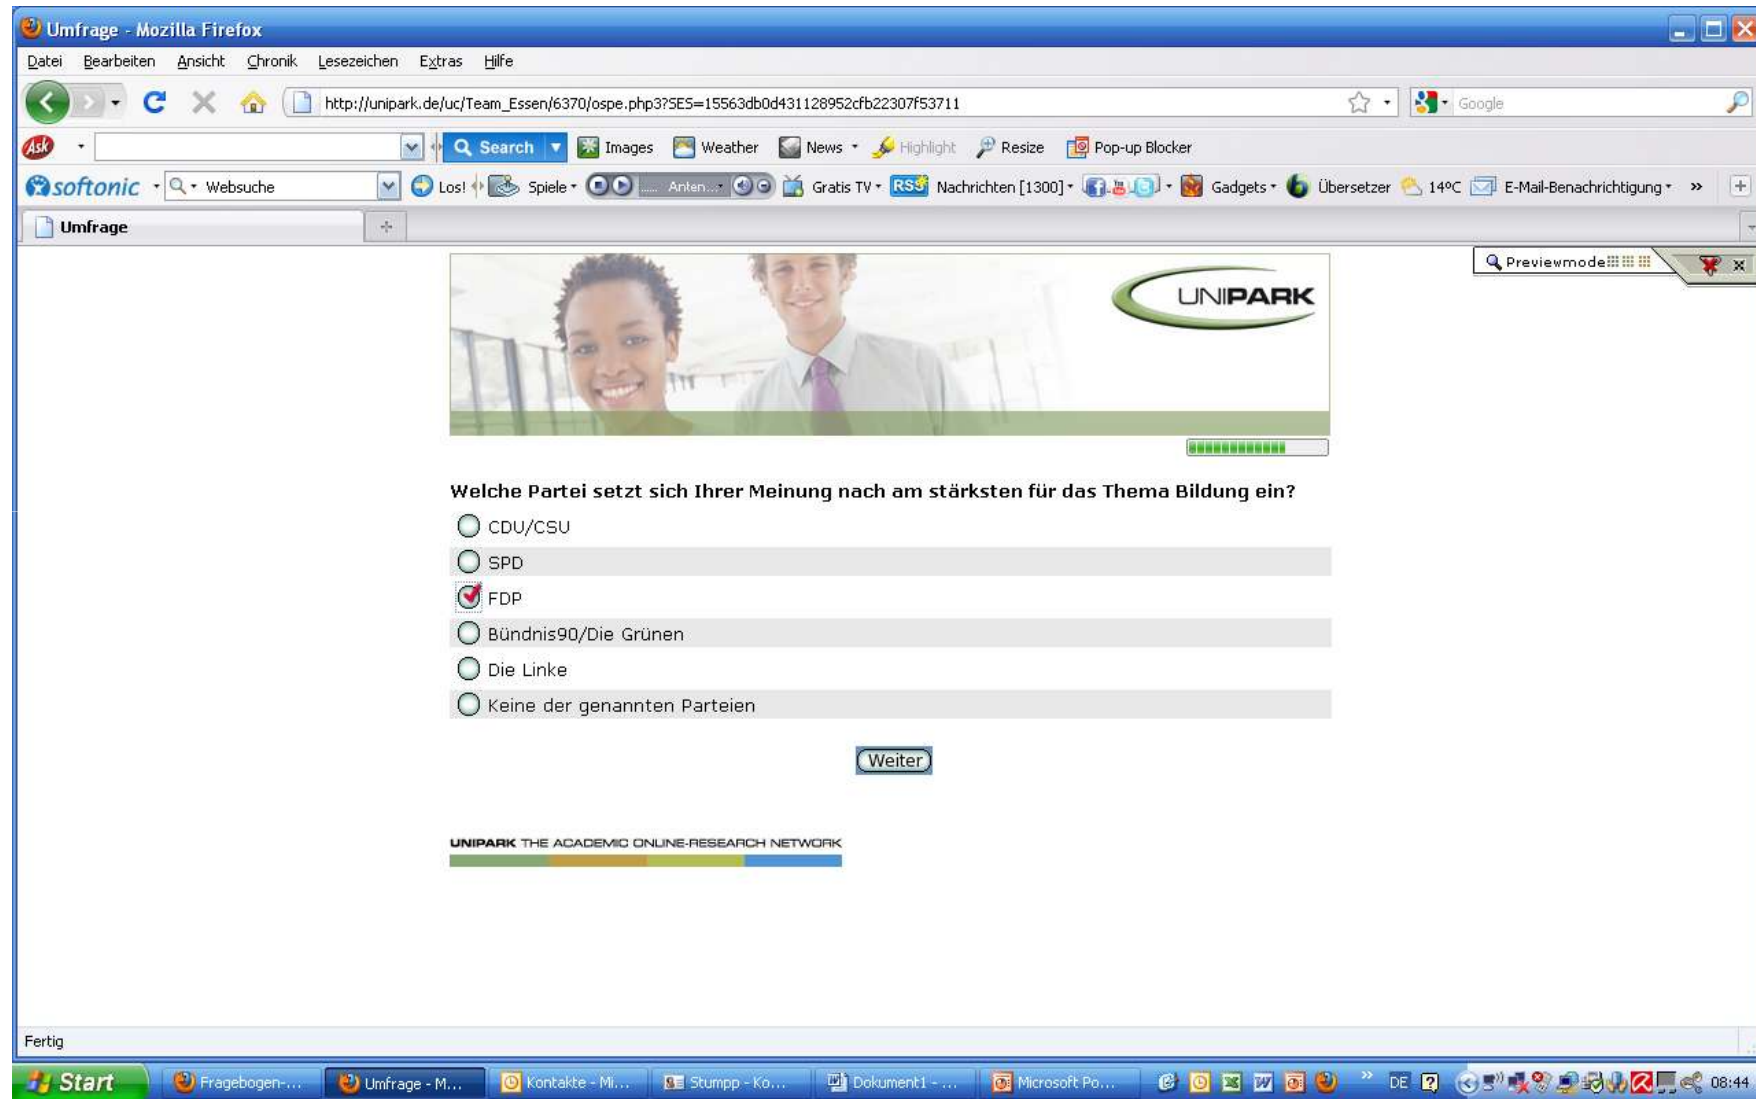 Umfrage - Mozilla Firefox
Datei Bearbeiten Ansicht Chronik Lesezeichen Extras Hilfe
http://unipark.de/uc/Team_Essen/6370/ospe.php3?SES=15563db0d431128952cfb22307f53711 Google
Ask Search Images Weather News Highlight Resize Pop-up Blocker
softonic Websuche Los! Spiele .... Anten... Gratis TV RSS Nachrichten [1300] Gadgets Übersetzer 14°C E-Mail-Benachrichtigung »
Umfrage
Previewmode
UNIPARK
Welche Partei setzt sich Ihrer Meinung nach am stärksten für das Thema Bildung ein?
CDU/CSU
SPD
FDP
Bündnis90/Die Grünen
Die Linke
Keine der genannten Parteien
Weiter
UNIPARK THE ACADEMIC ONLINE-RESEARCH NETWORK
Fertig
Start Fragebogen-... Umfrage - M... Kontakte - Mi... Stumpp - Ko... Dokument1 - ... Microsoft Po... » DE 08:44